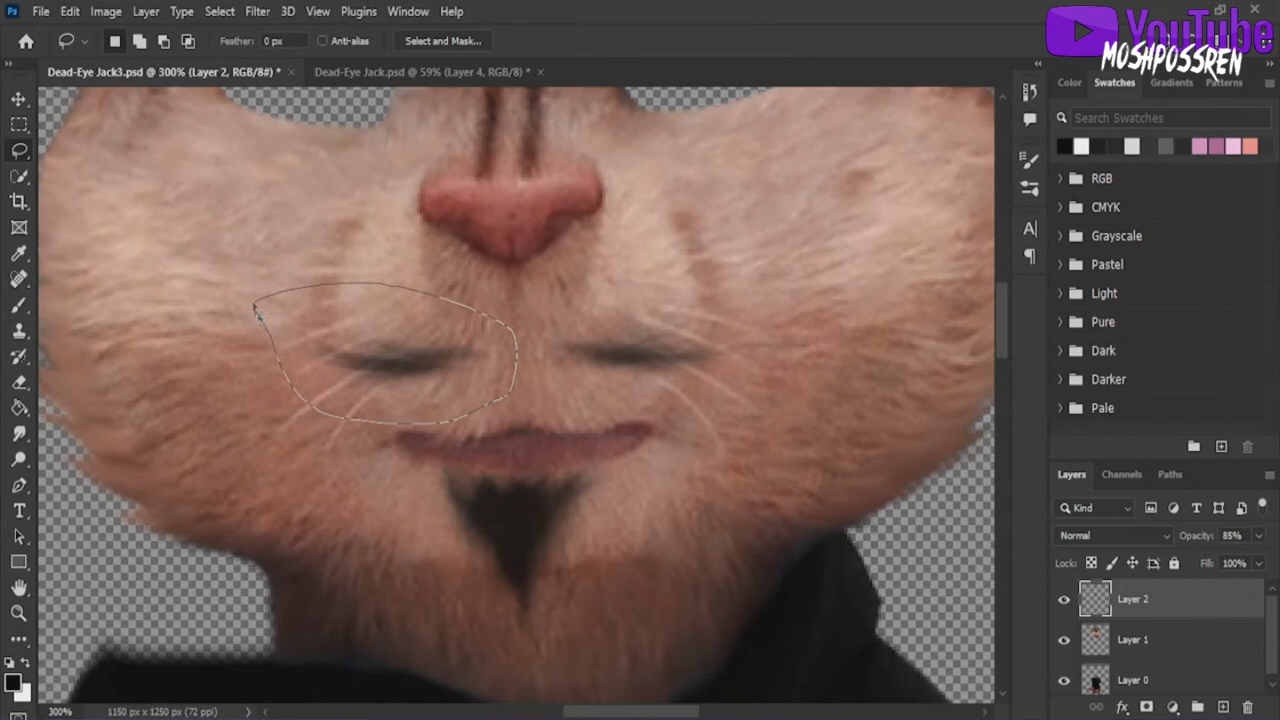 Ps File Edit Image Layer Type Select Filter 3D View Plugins Window Help
YouTube
MOSHPOSSREN
Feather: 0 px Anti-alias Select and Mask...
Dead-Eye Jack3.psd @ 300% (Layer 2, RGB/8#) * × Dead-Eye Jack.psd @ 59% (Layer 4, RGB/8) * ×
Color Swatches Gradients Patterns
Search Swatches
RGB
CMYK
Grayscale
Pastel
Light
Pure
Dark
Darker
Pale
Layers Channels Paths
Kind
Normal Opacity: 85%
Lock: Fill: 100%
Layer 2
Layer 1
Layer 0
300% 1150 px x 1250 px (72 ppi)